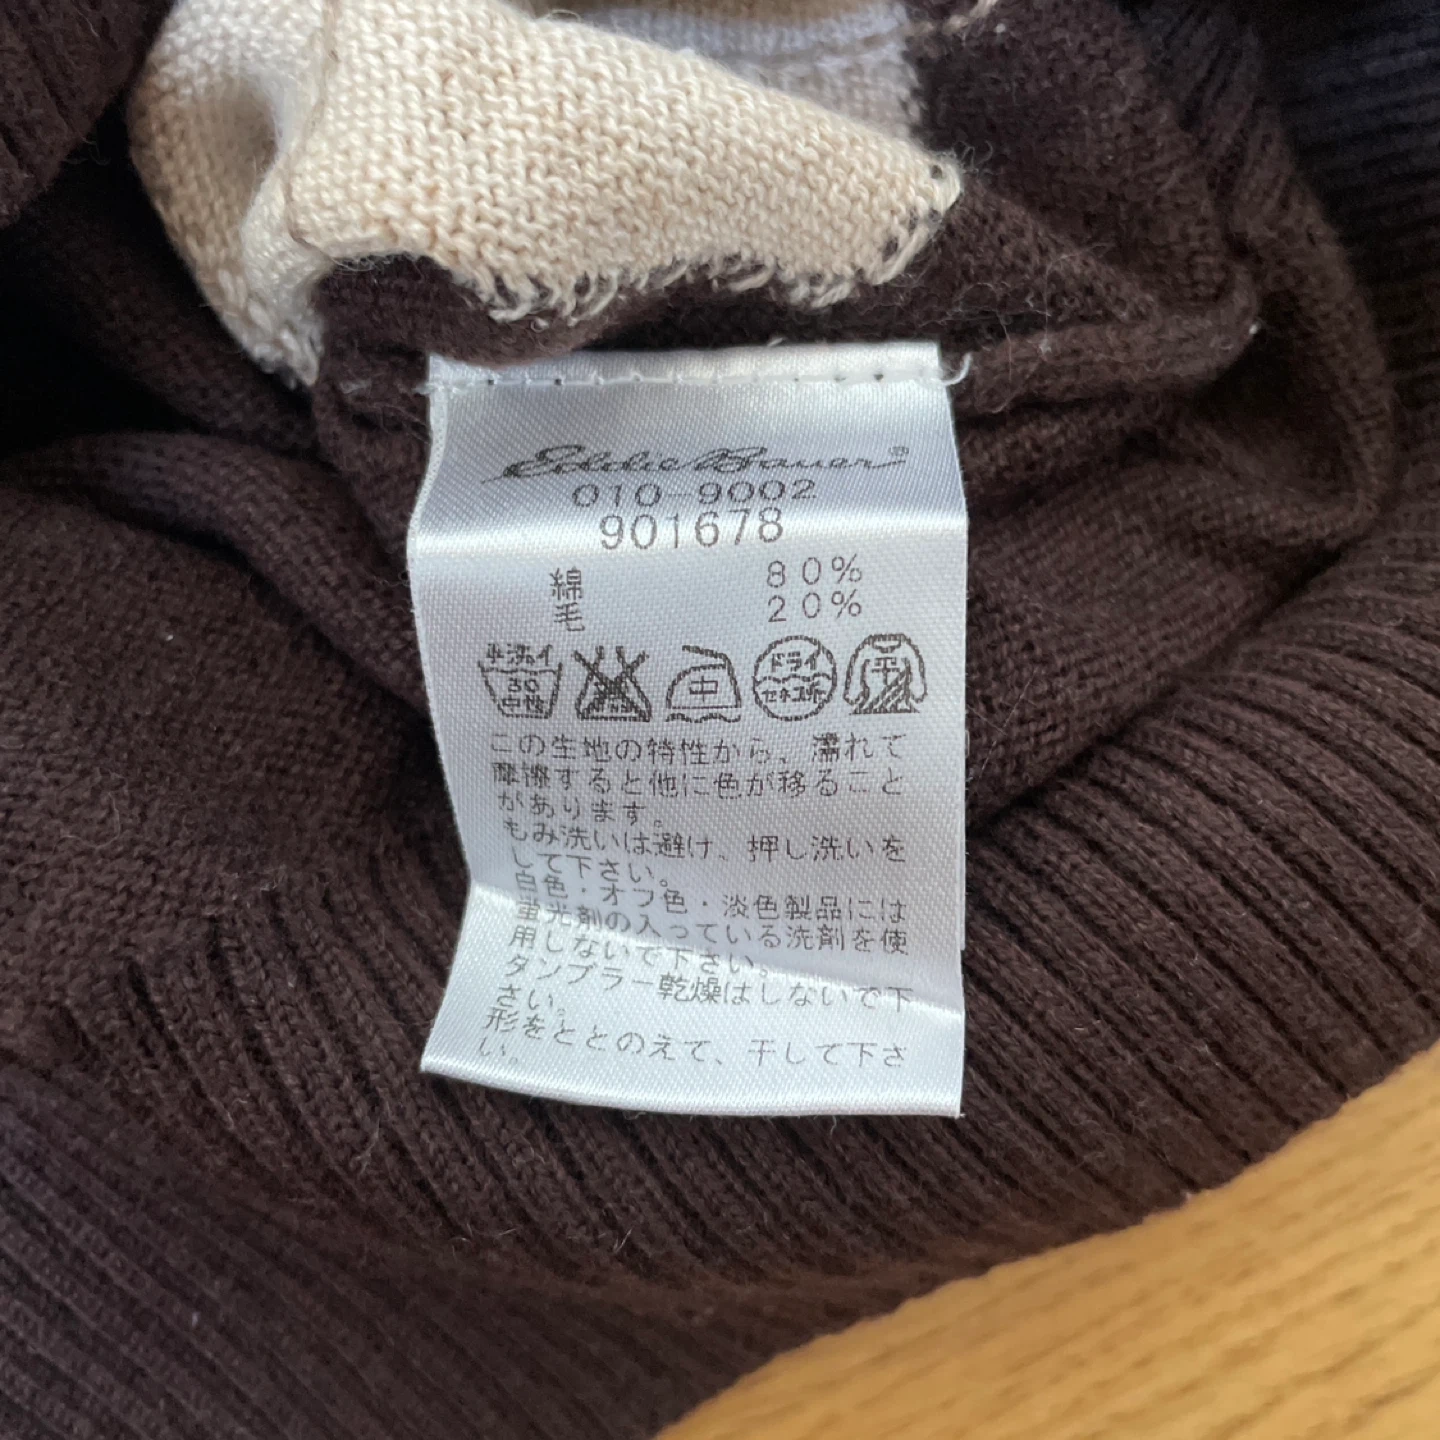 Eddie Bauer®
010-9002
901678
綿 80%
毛 20%
手洗イ 30 中性
中
ドライ セキユ系
平
この生地の特性から、濡れて
摩擦すると他に色が移ること
があります。
もみ洗いは避け、押し洗いを
して下さい。
白色・オフ色・淡色製品には
蛍光剤の入っている洗剤を使
用しないで下さい。
タンブラー乾燥はしないで下
さい。
形をととのえて、干して下さ
い。